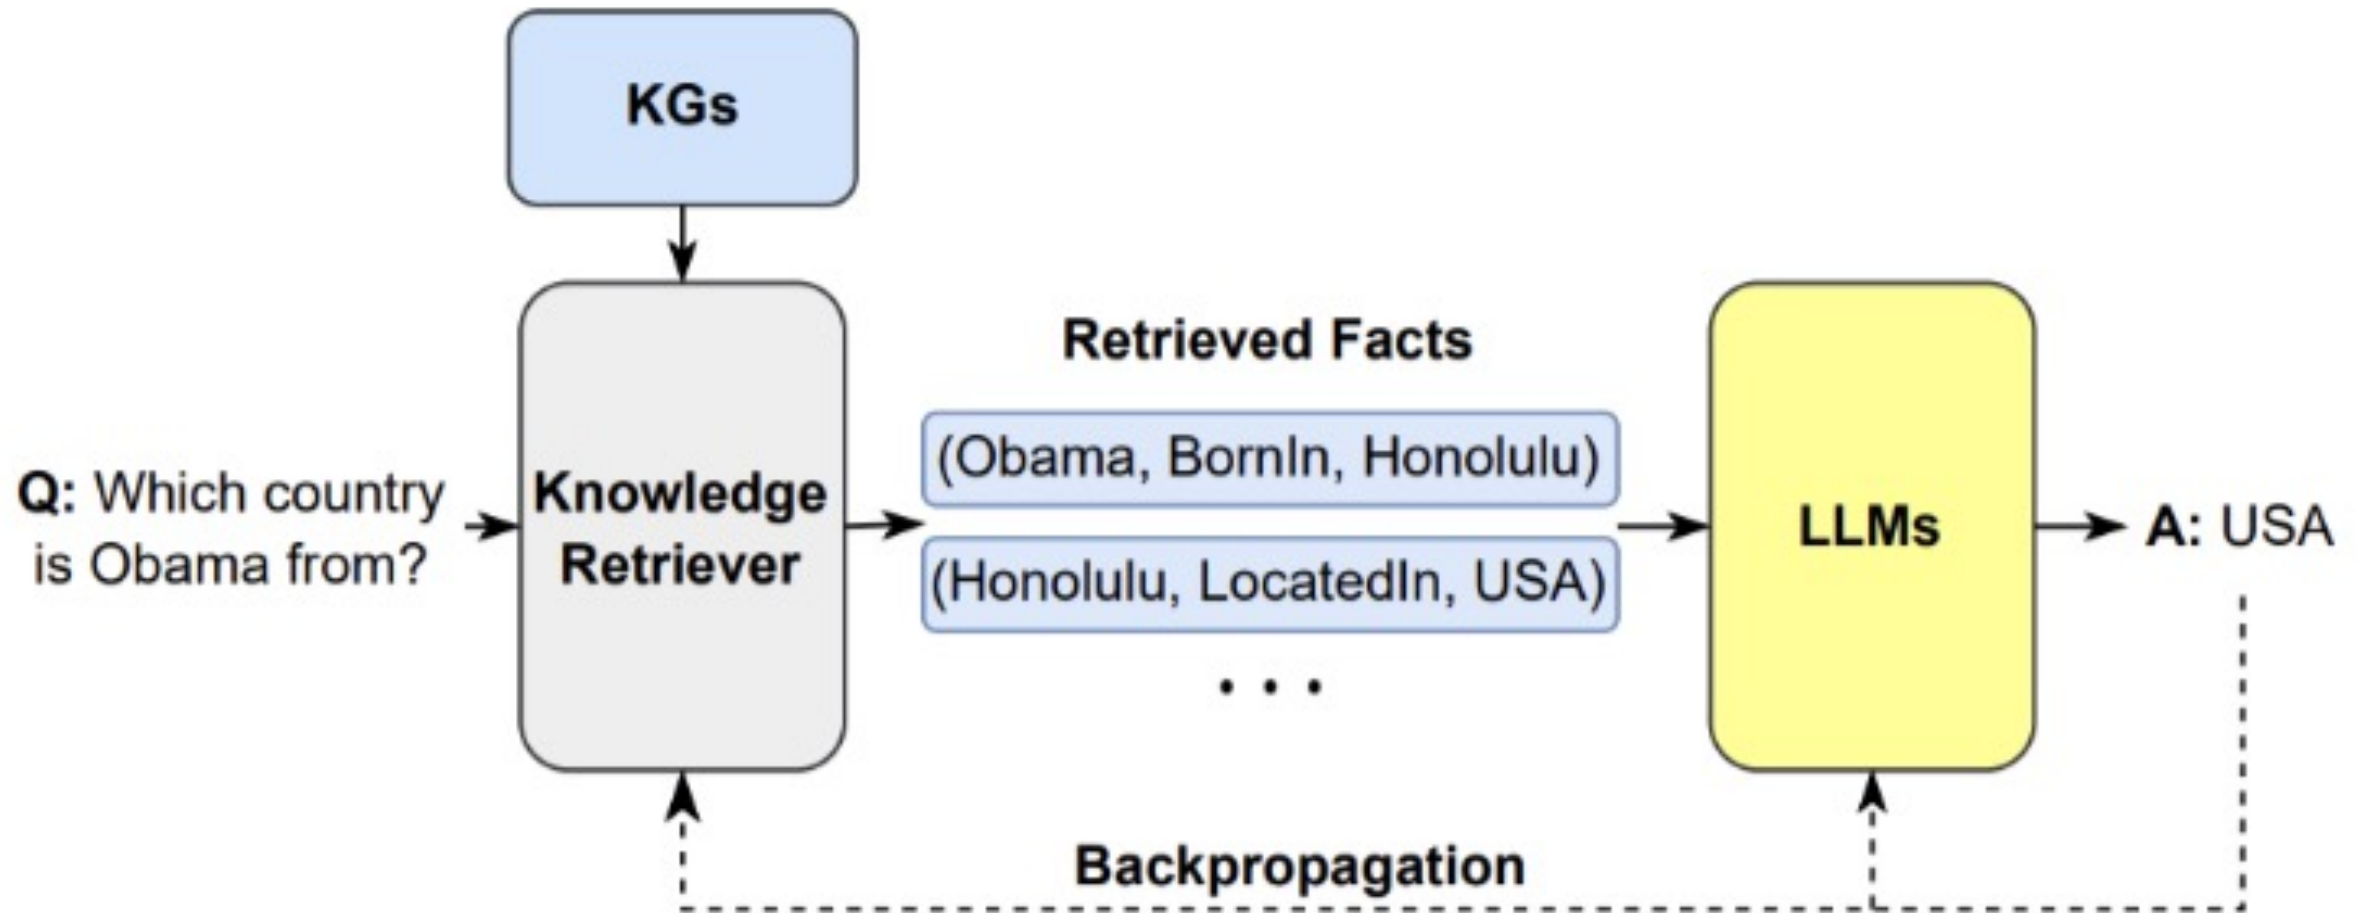 KGs
Q: Which country
is Obama from?
Knowledge
Retriever
Retrieved Facts
(Obama, BornIn, Honolulu)
(Honolulu, LocatedIn, USA)
. . .
LLMs
A: USA
Backpropagation